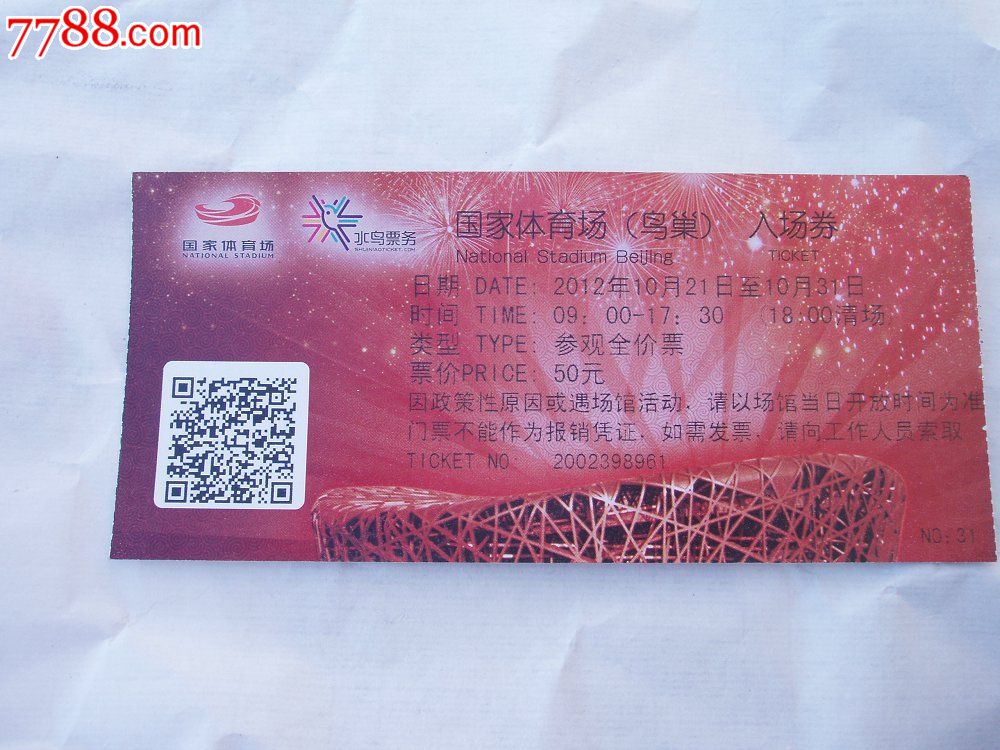 7788.com
国家体育场
NATIONAL STADIUM
水鸟票务
SHUINIAOTICKET.COM
国家体育场（鸟巢） 入场券
National Stadium Beijing TICKET
日期 DATE: 2012年10月21日至10月31日
时间 TIME: 09: 00-17: 30 （18:00清场
类型 TYPE: 参观全价票
票价PRICE: 50元
因政策性原因或遇场馆活动，请以场馆当日开放时间为准
门票不能作为报销凭证，如需发票，请向工作人员索取
TICKET NO 2002398961
NO: 31